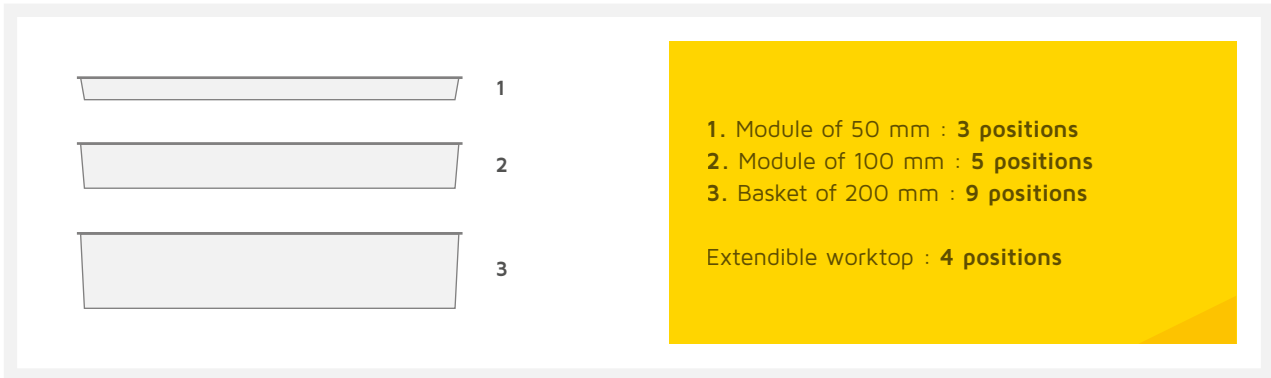 1
2
3
1. Module of 50 mm : 3 positions
2. Module of 100 mm : 5 positions
3. Basket of 200 mm : 9 positions
Extendible worktop : 4 positions